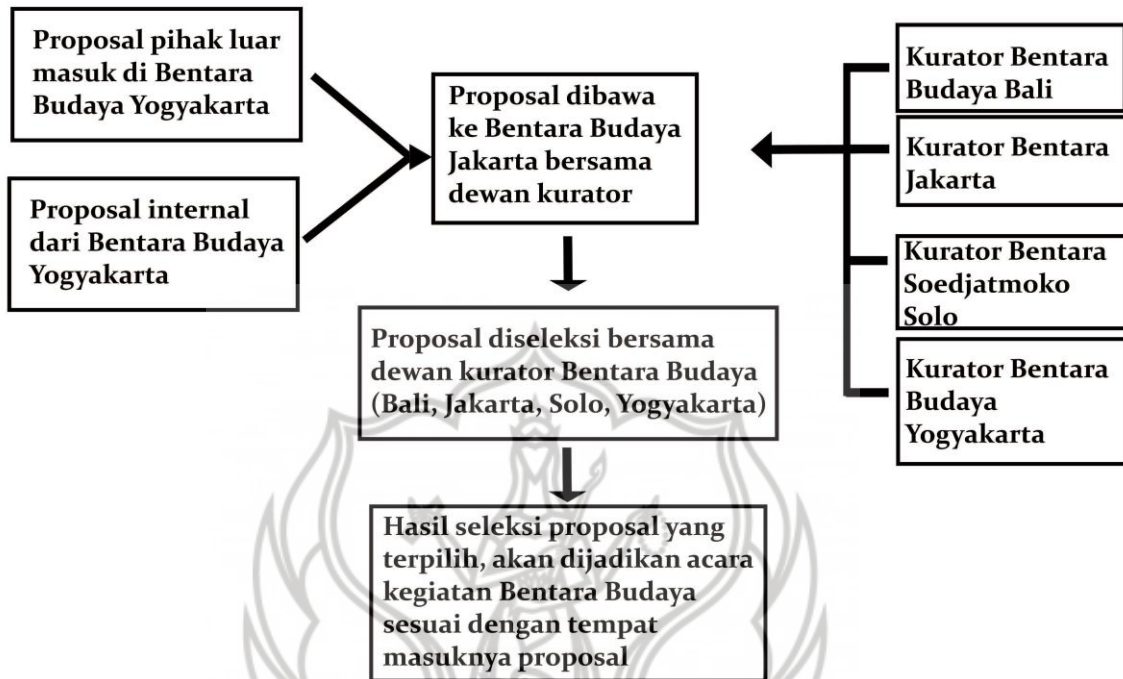 Proposal pihak luar
masuk di Bentara
Budaya Yogyakarta
Proposal internal
dari Bentara Budaya
Yogyakarta
Proposal dibawa
ke Bentara Budaya
Jakarta bersama
dewan kurator
Kurator Bentara
Budaya Bali
Kurator Bentara
Jakarta
Kurator Bentara
Soedjatmoko
Solo
Kurator Bentara
Budaya
Yogyakarta
Proposal diseleksi bersama
dewan kurator Bentara Budaya
(Bali, Jakarta, Solo, Yogyakarta)
Hasil seleksi proposal yang
terpilih, akan dijadikan acara
kegiatan Bentara Budaya
sesuai dengan tempat
masuknya proposal